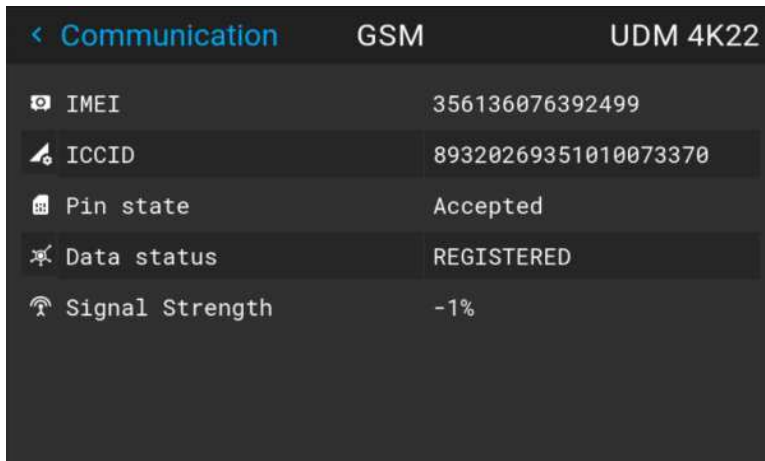 < Communication GSM UDM 4K22
IMEI 356136076392499
ICCID 89320269351010073370
Pin state Accepted
Data status REGISTERED
Signal Strength -1%